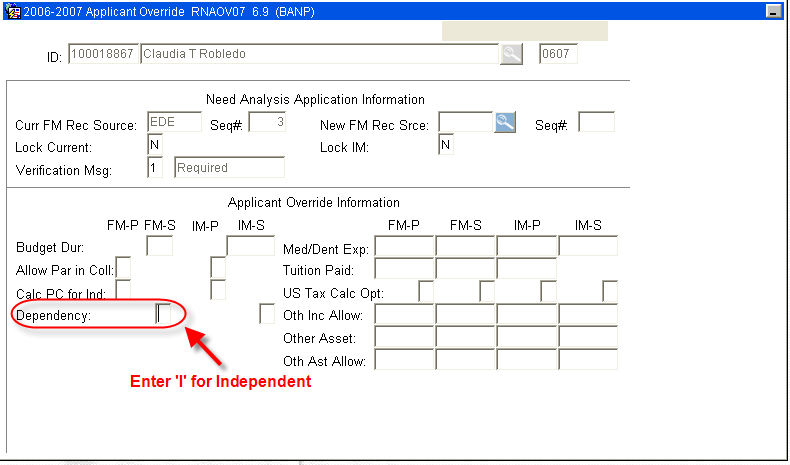 2006-2007 Applicant Override RNAOV07 6.9 (BANP)
ID: 100018867 Claudia T Robledo 0607
Need Analysis Application Information
Curr FM Rec Source: EDE Seq#: 3 New FM Rec Srce: Seq#:
Lock Current: N Lock IM: N
Verification Msg: 1 Required
Applicant Override Information
FM-P FM-S IM-P IM-S FM-P FM-S IM-P IM-S
Budget Dur: Med/Dent Exp:
Allow Par in Coll: Tuition Paid:
Calc PC for Ind: US Tax Calc Opt:
Dependency: Oth Inc Allow:
Other Asset:
Oth Ast Allow:
Enter 'I' for Independent